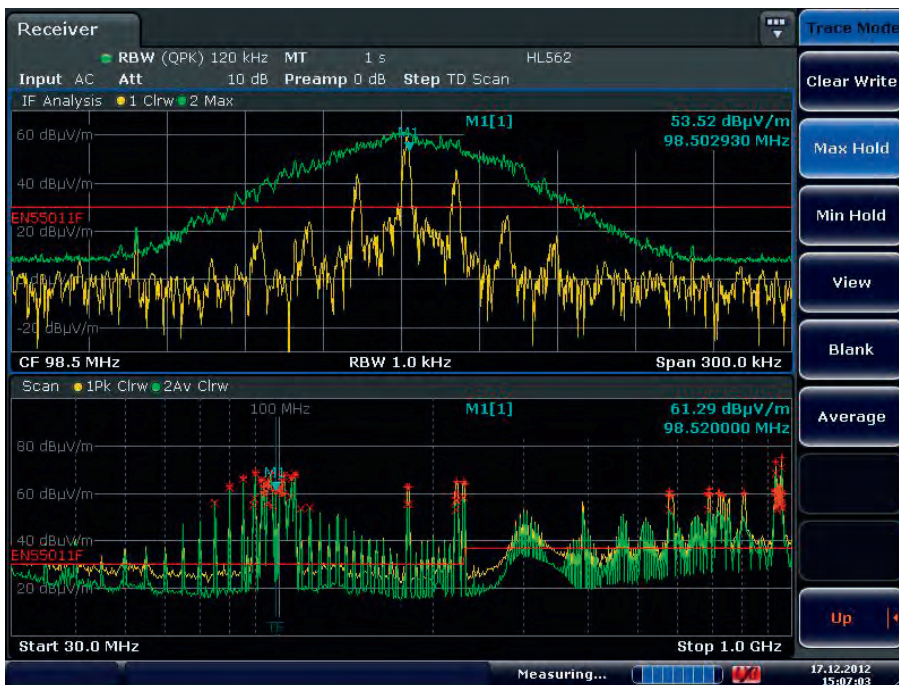 Receiver
RBW (QPK) 120 kHz MT 1 s HL562
Input AC Att 10 dB Preamp 0 dB Step TD Scan
IF Analysis 1 Clrw 2 Max
M1[1] 53.52 dBµV/m
98.502930 MHz
M1
60 dBµV/m
40 dBµV/m
EN55011F
20 dBµV/m
-20 dBµV/m
CF 98.5 MHz RBW 1.0 kHz Span 300.0 kHz
Scan 1Pk Clrw 2Av Clrw
100 MHz M1[1] 61.29 dBµV/m
98.520000 MHz
80 dBµV/m
M1
60 dBµV/m
40 dBµV/m
EN55011F
20 dBµV/m
TF
Start 30.0 MHz Stop 1.0 GHz
Measuring...
17.12.2012
15:07:03
Trace Mode
Clear Write
Max Hold
Min Hold
View
Blank
Average
Up